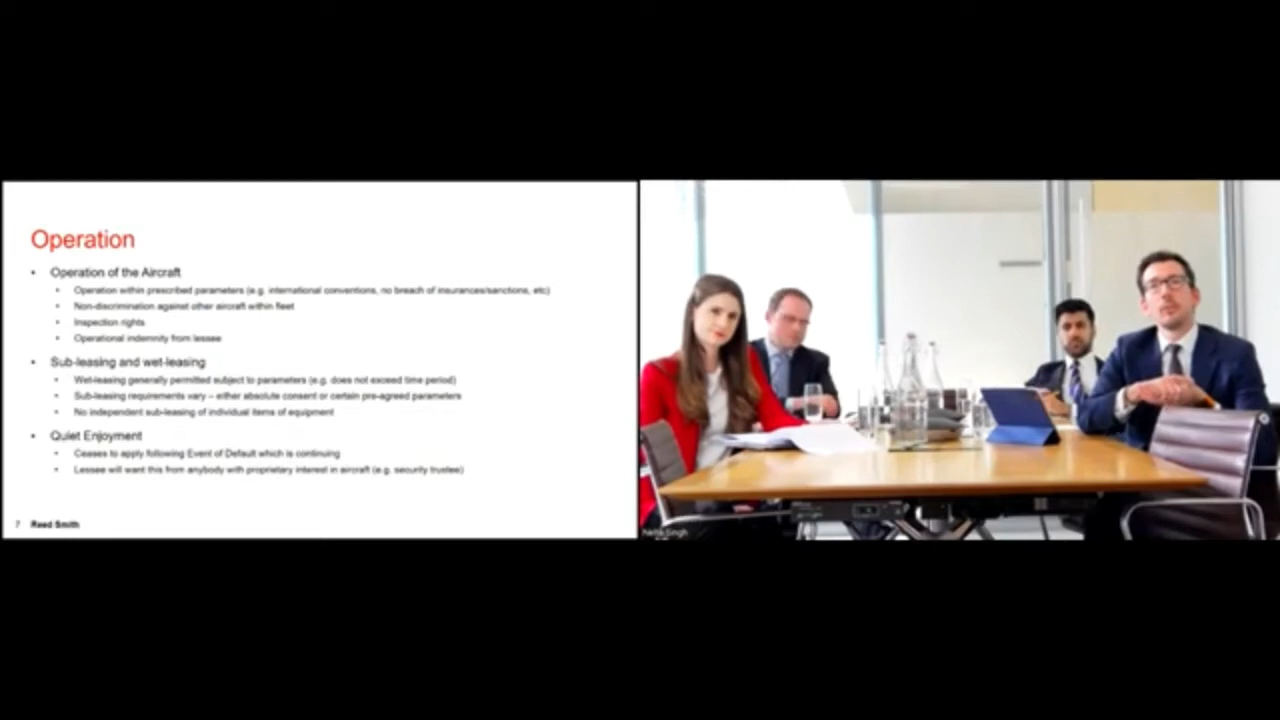 Operation
• Operation of the Aircraft
• Operation within prescribed parameters (e.g. international conventions, no breach of insurances/sanctions, etc)
• Non-discrimination against other aircraft within fleet
• Inspection rights
• Operational indemnity from lessee
• Sub-leasing and wet-leasing
• Wet-leasing generally permitted subject to parameters (e.g. does not exceed time period)
• Sub-leasing requirements vary – either absolute consent or certain pre-agreed parameters
• No independent sub-leasing of individual items of equipment
• Quiet Enjoyment
• Ceases to apply following Event of Default which is continuing
• Lessee will want this from anybody with proprietary interest in aircraft (e.g. security trustee)
7 Reed Smith
Singh